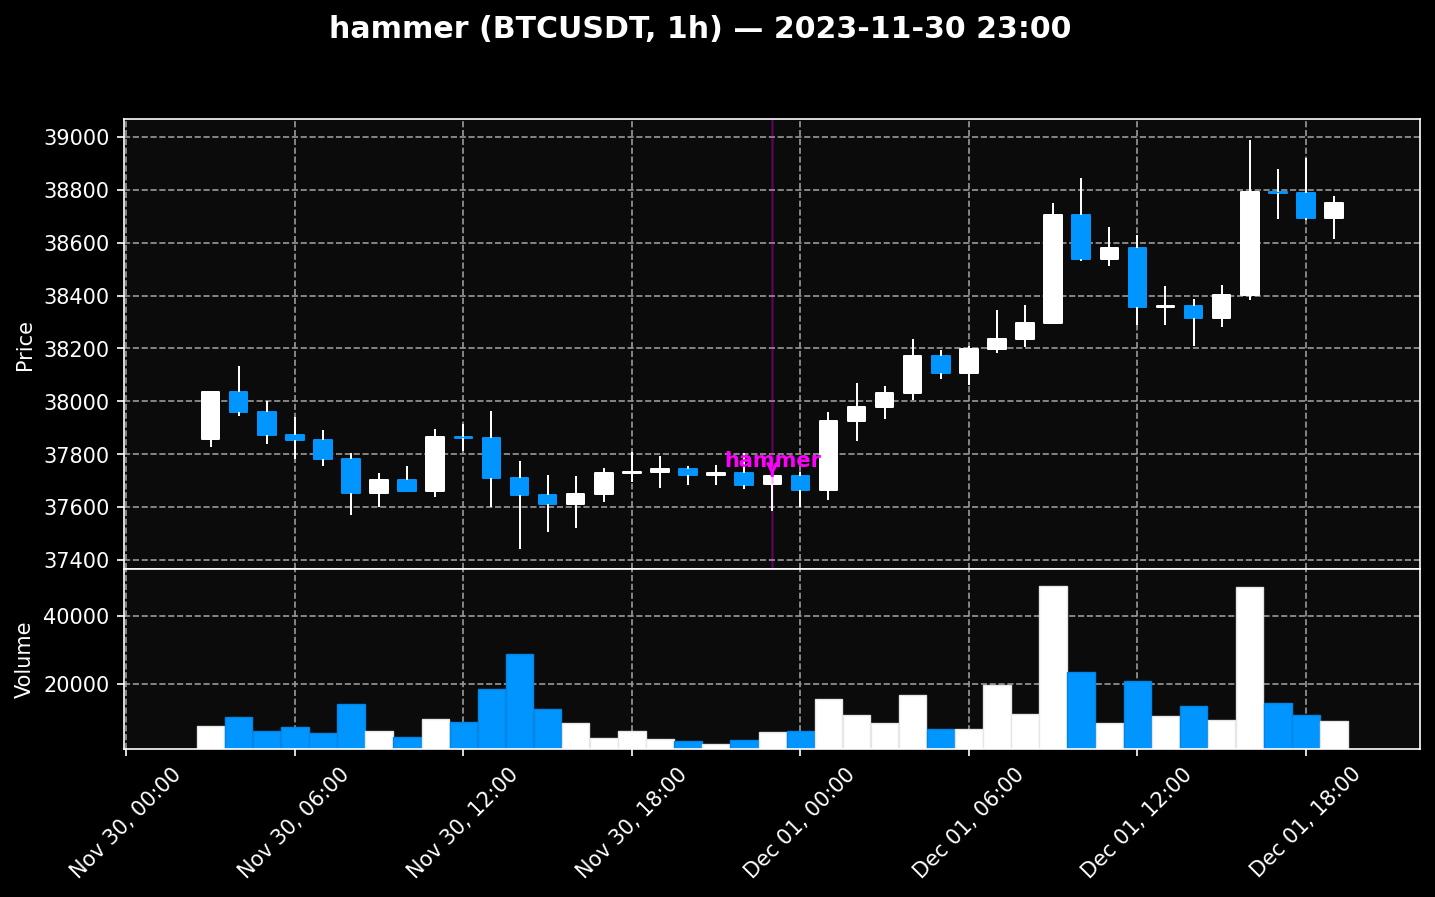 hammer (BTCUSDT, 1h) — 2023-11-30 23:00
39000
38800
38600
38400
38200
38000
37800
37600
37400
Price
hammer
40000
20000
Volume
Nov 30, 00:00
Nov 30, 06:00
Nov 30, 12:00
Nov 30, 18:00
Dec 01, 00:00
Dec 01, 06:00
Dec 01, 12:00
Dec 01, 18:00